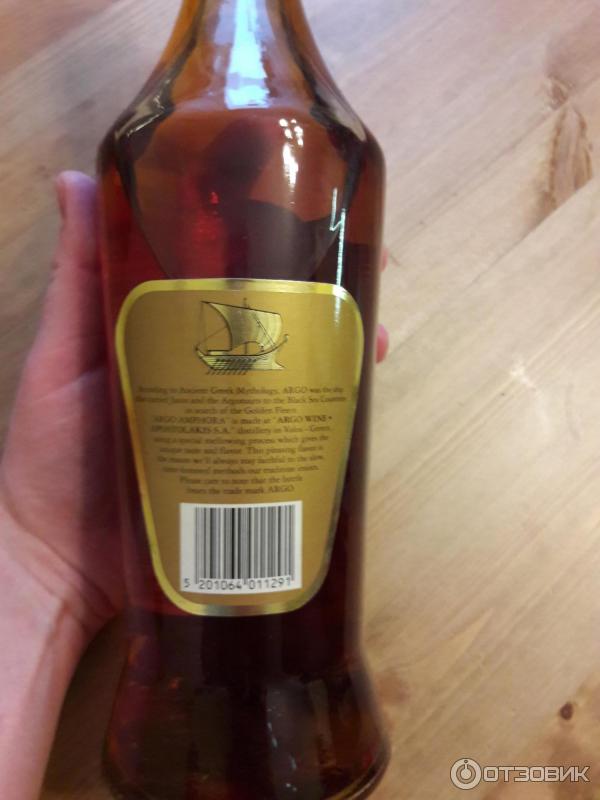 According to Ancient Greek Mythology, ARGO was the ship
the carried Jason and the Argonauts to the Black Sea Countries
in search of the Golden Fleece
"ARGO AMPHORA" is made at "ARGO WINE •
APOSTOLAKIS S.A." distillery in Volos - Greece,
using a special mellowing process which gives the
unique taste and flavor. This pleasing flavor is
the reason we'll always stay faithful to the slow,
time-honored methods our tradition insists.
Please care to note that the bottle
bears the trade mark ARGO
5 201064 011291
ОТЗОВИК